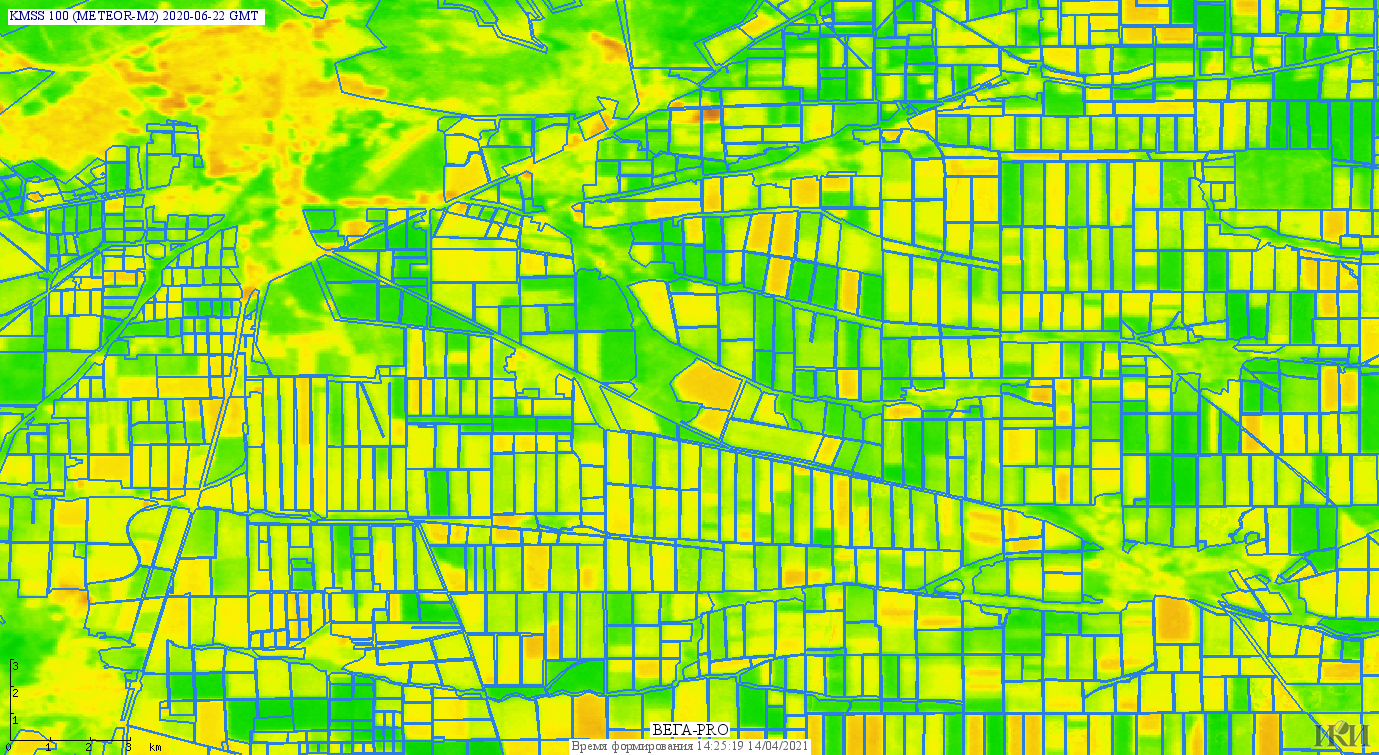 KMSS 100 (METEOR-M2) 2020-06-22 GMT
3
2
1
0 1 2 3 km
ВЕГА-PRO
Время формирования 14:25:19 14/04/2021
ИКИ